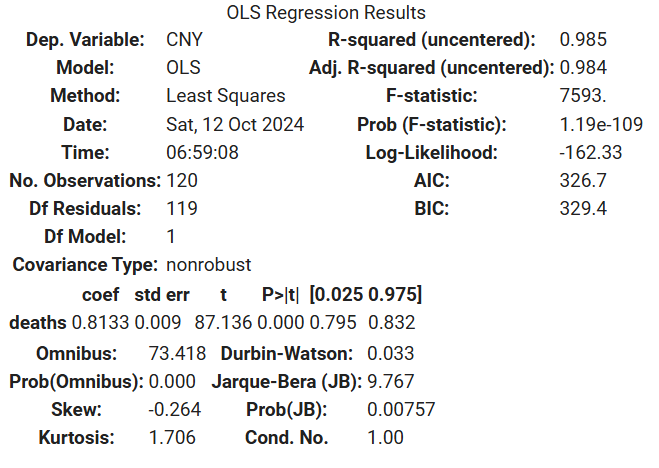 OLS Regression Results
Dep. Variable: CNY R-squared (uncentered): 0.985
Model: OLS Adj. R-squared (uncentered): 0.984
Method: Least Squares F-statistic: 7593.
Date: Sat, 12 Oct 2024 Prob (F-statistic): 1.19e-109
Time: 06:59:08 Log-Likelihood: -162.33
No. Observations: 120 AIC: 326.7
Df Residuals: 119 BIC: 329.4
Df Model: 1
Covariance Type: nonrobust
coef std err t P>|t| [0.025 0.975]
deaths 0.8133 0.009 87.136 0.000 0.795 0.832
Omnibus: 73.418 Durbin-Watson: 0.033
Prob(Omnibus): 0.000 Jarque-Bera (JB): 9.767
Skew: -0.264 Prob(JB): 0.00757
Kurtosis: 1.706 Cond. No. 1.00